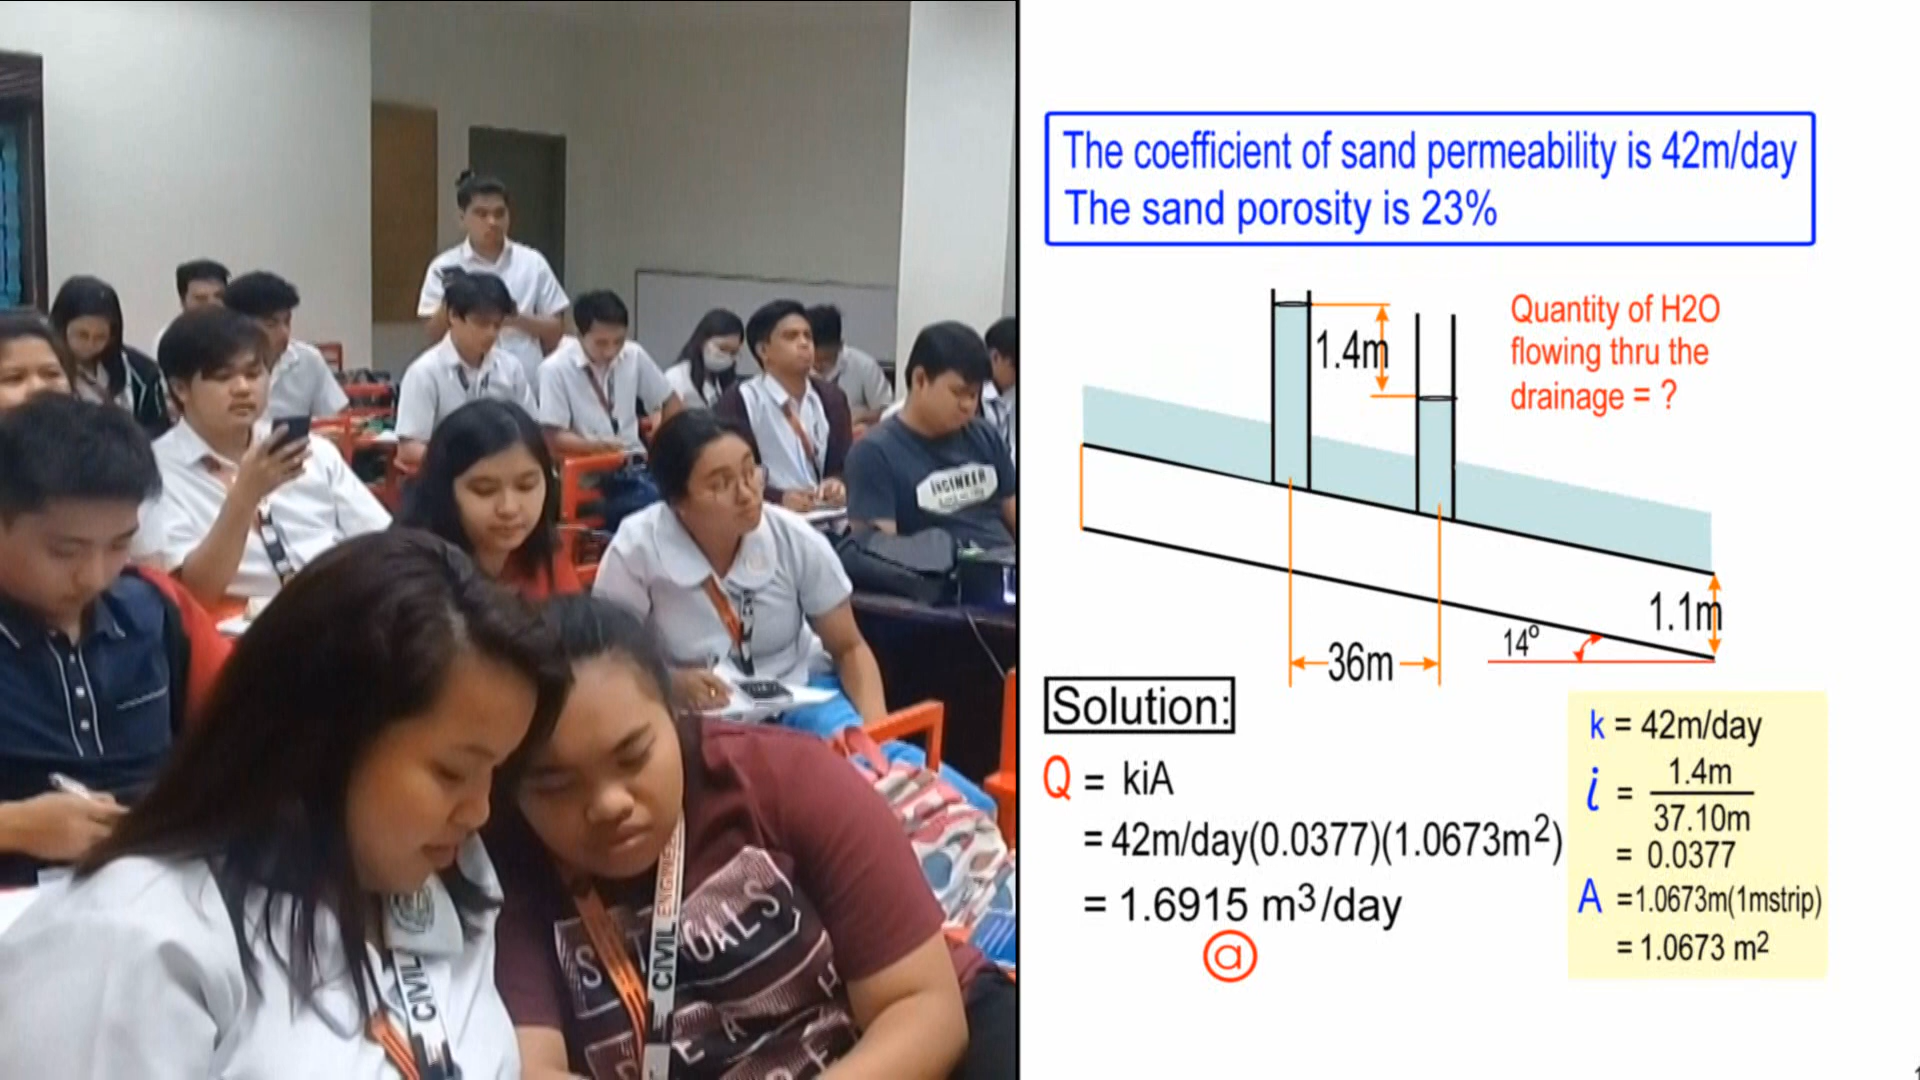 The coefficient of sand permeability is 42m/day
The sand porosity is 23%
Quantity of H2O
flowing thru the
drainage = ?
1.4m
1.1m
14°
36m
Solution:
Q = kiA
= 42m/day(0.0377)(1.0673m²)
= 1.6915 m³/day
a
k = 42m/day
i = 1.4m
37.10m
= 0.0377
A =1.0673m(1mstrip)
= 1.0673 m²
ENGINEER
CIVIL
CIVIL ENGINEE